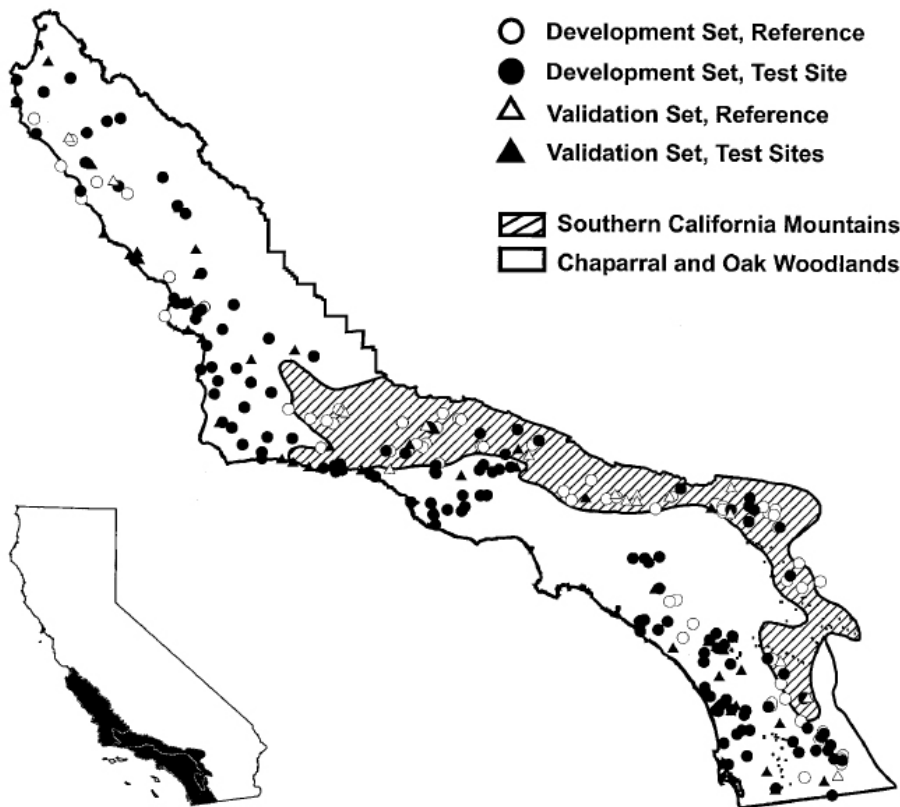 Development Set, Reference
Development Set, Test Site
Validation Set, Reference
Validation Set, Test Sites
Southern California Mountains
Chaparral and Oak Woodlands